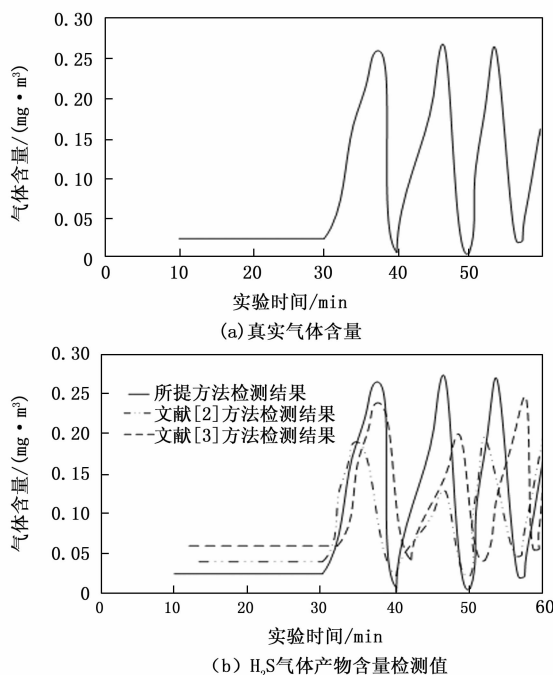 0.30
0.25
0.20
0.15
0.10
0.05
0
气体含量/(mg·m³)
0 10 20 30 40 50
实验时间/min
(a)真实气体含量
0.30
0.25
0.20
0.15
0.10
0.05
0
气体含量/(mg·m³)
所提方法检测结果
文献[2]方法检测结果
文献[3]方法检测结果
0 10 20 30 40 50 60
实验时间/min
（b）H₂S气体产物含量检测值